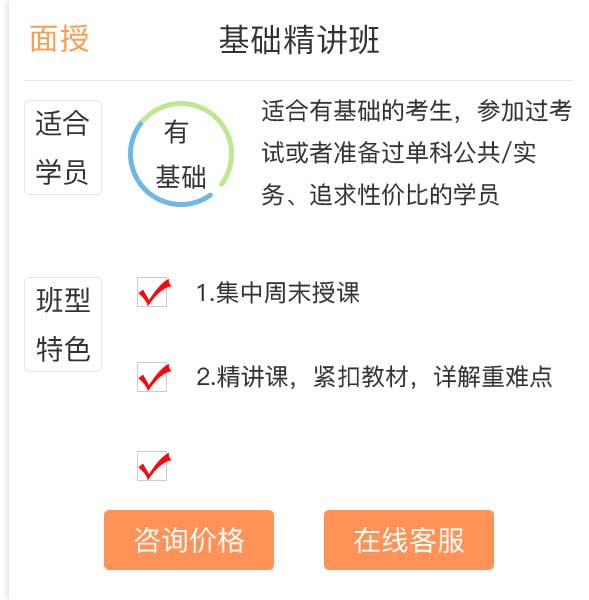 面授
基础精讲班
适合
学员
有
基础
适合有基础的考生，参加过考
试或者准备过单科公共/实
务、追求性价比的学员
班型
特色
1.集中周末授课
2.精讲课，紧扣教材，详解重难点
咨询价格
在线客服